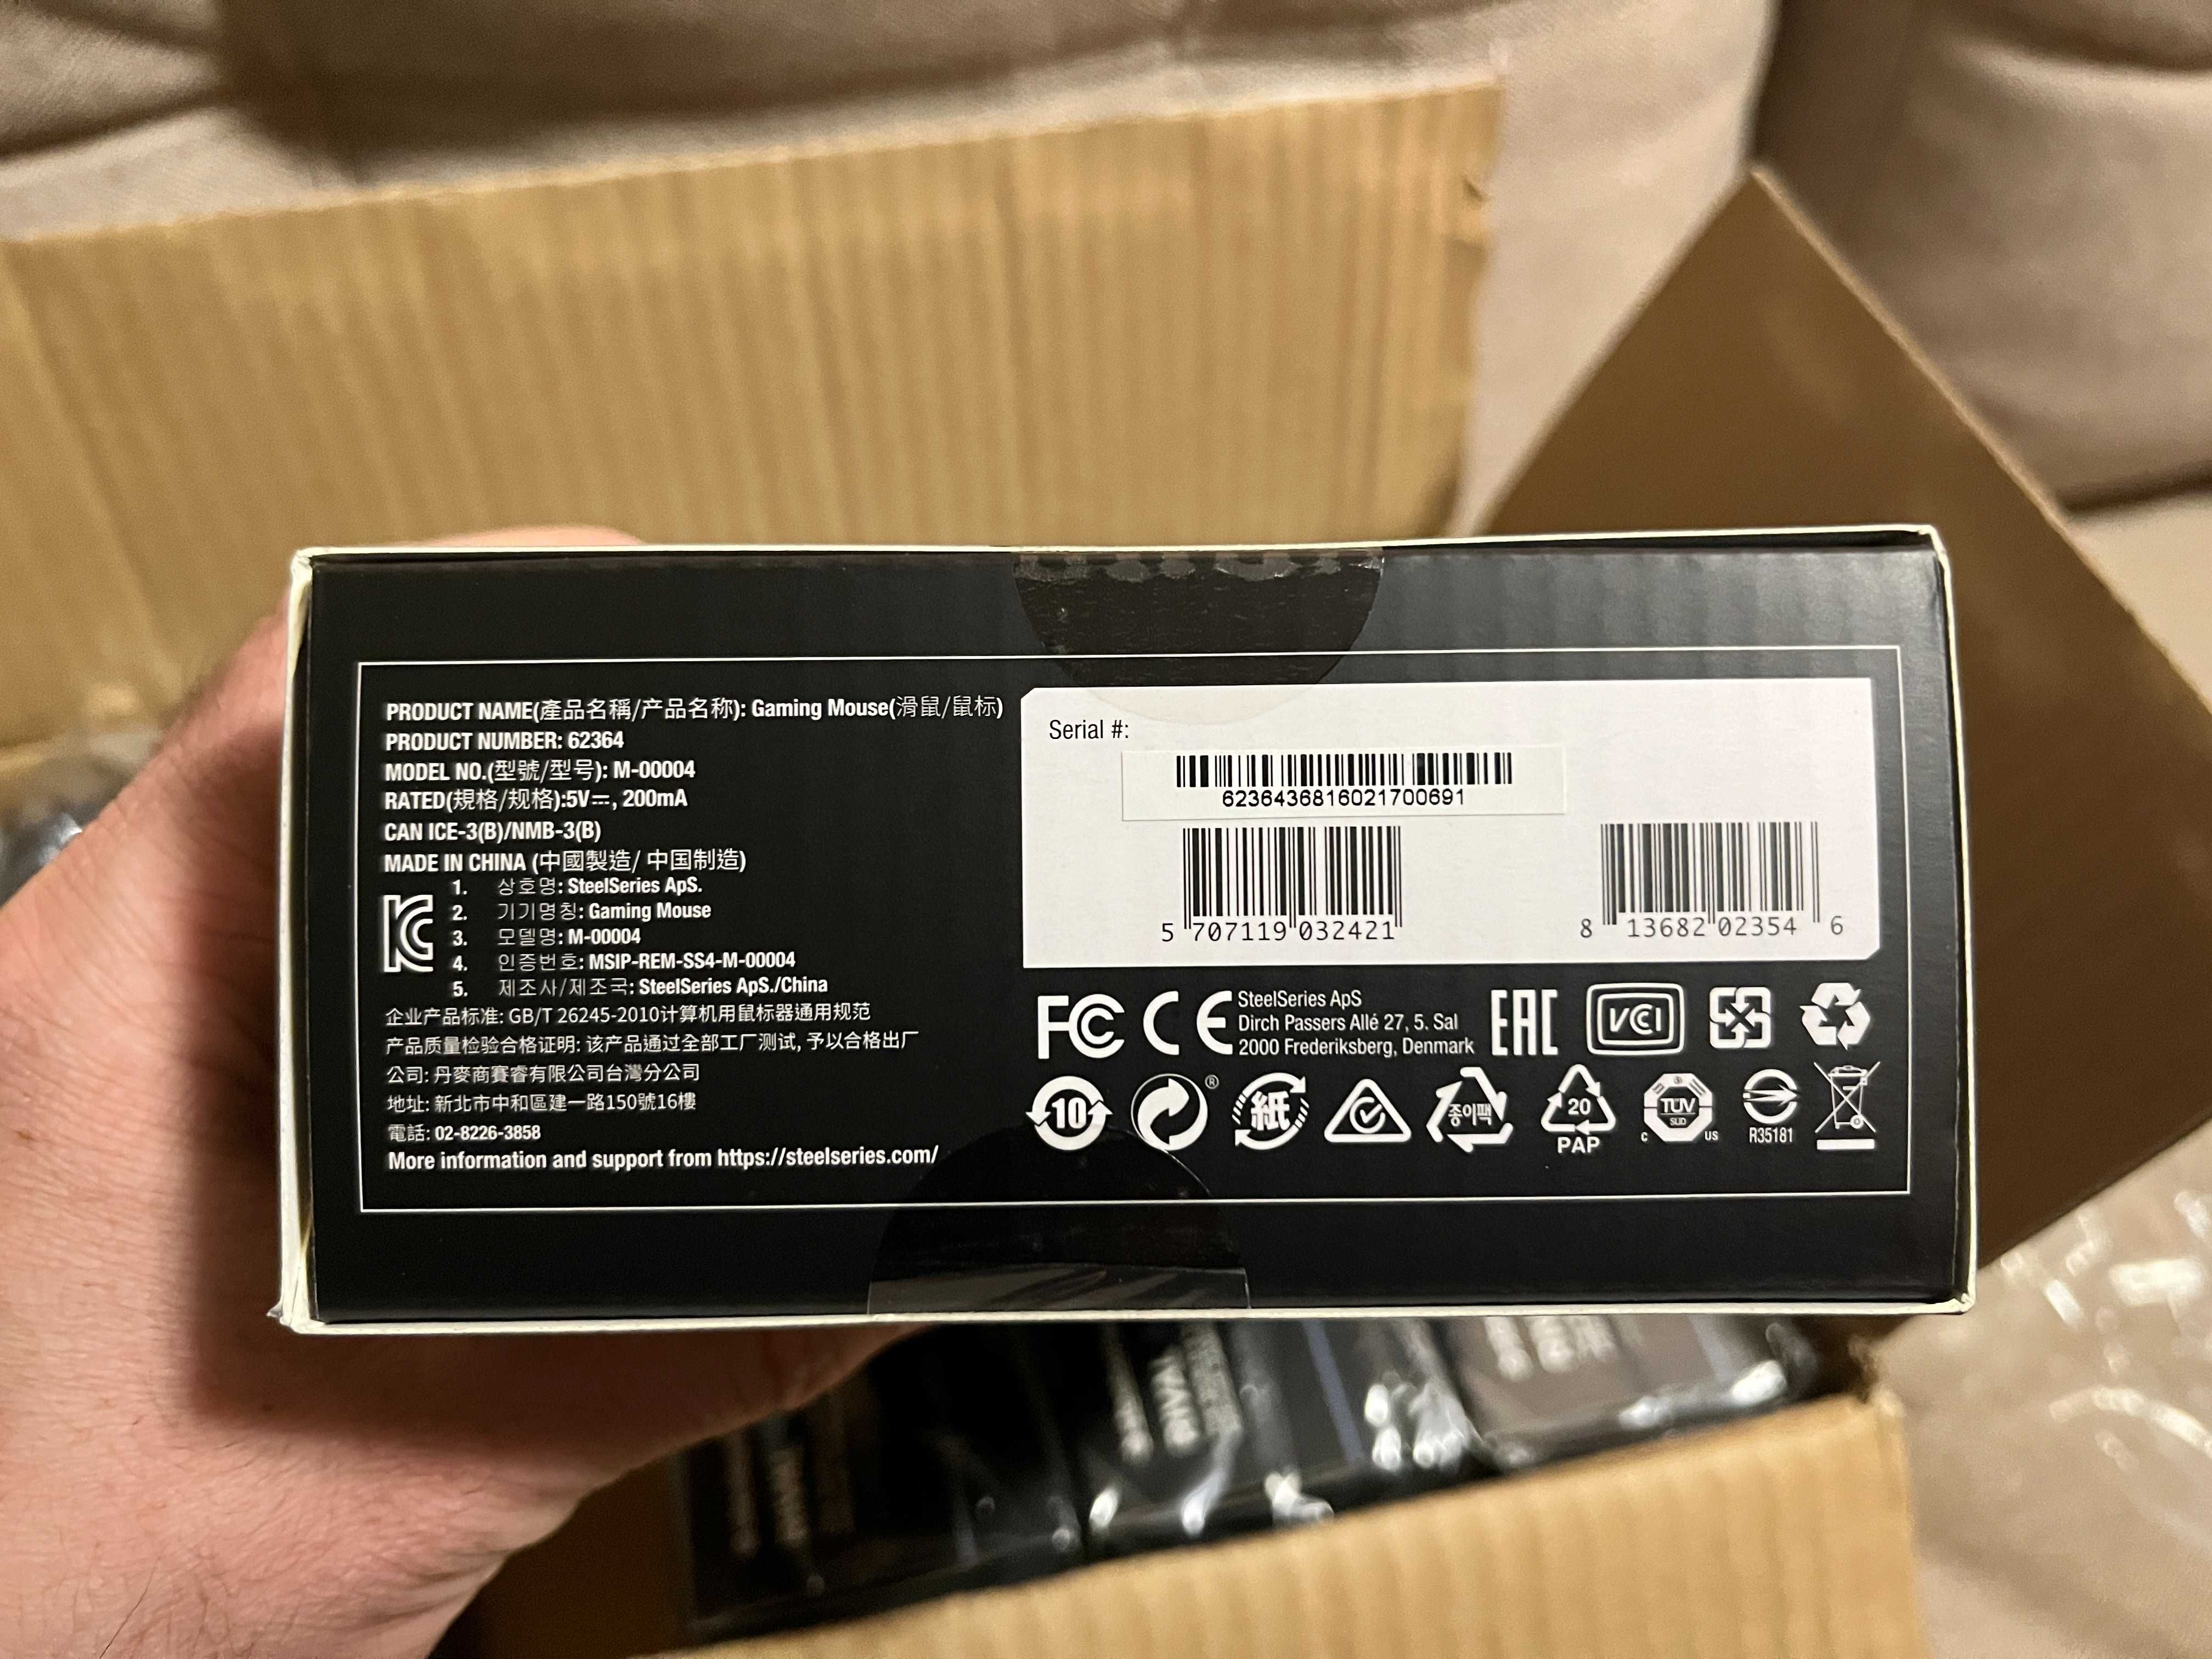 PRODUCT NAME(產品名稱/产品名称): Gaming Mouse(滑鼠/鼠标)
PRODUCT NUMBER: 62364
MODEL NO.(型號/型号): M-00004
RATED(規格/规格):5V⎓, 200mA
CAN ICE-3(B)/NMB-3(B)
MADE IN CHINA (中國製造/ 中国制造)
1. 상호명: SteelSeries ApS.
2. 기기명칭: Gaming Mouse
3. 모델명: M-00004
4. 인증번호: MSIP-REM-SS4-M-00004
5. 제조사/제조국: SteelSeries ApS./China
企业产品标准: GB/T 26245-2010计算机用鼠标器通用规范
产品质量检验合格证明: 该产品通过全部工厂测试, 予以合格出厂
公司: 丹麥商賽睿有限公司台灣分公司
地址: 新北市中和區建一路150號16樓
電話: 02-8226-3858
More information and support from https://steelseries.com/
Serial #:
6236436816021700691
5 707119 032421
8 13682 02354 6
FC CE
SteelSeries ApS
Dirch Passers Allé 27, 5. Sal
2000 Frederiksberg, Denmark
EAC
VCI
10
®
紙
종이팩
20
PAP
c TÜV SÜD us
R35181